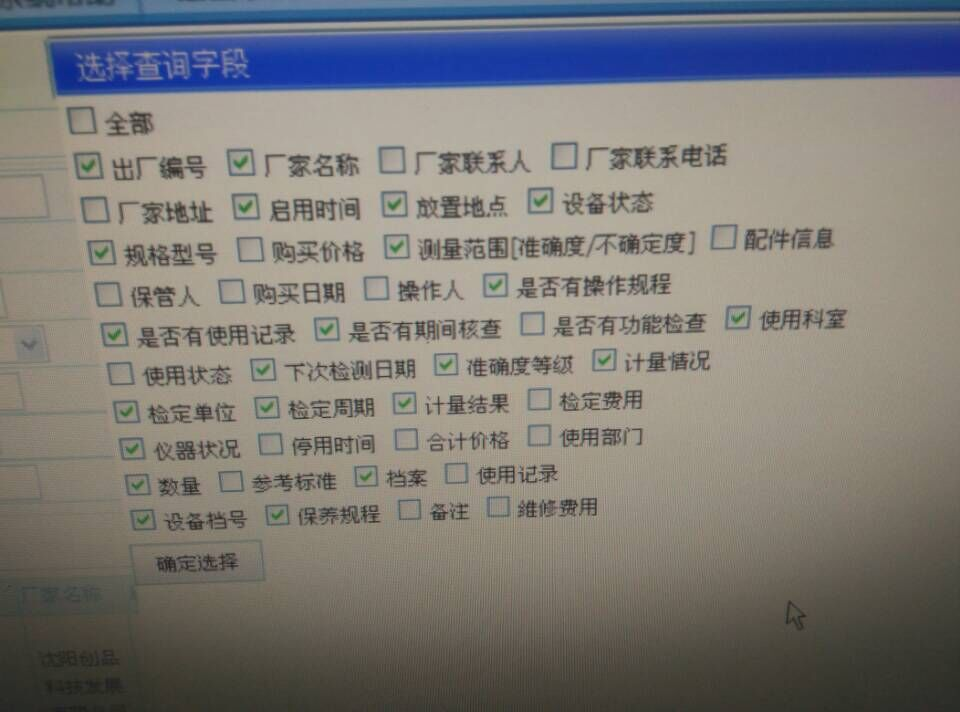 选择查询字段
全部
出厂编号 厂家名称 厂家联系人 厂家联系电话
厂家地址 启用时间 放置地点 设备状态
规格型号 购买价格 测量范围[准确度/不确定度] 配件信息
保管人 购买日期 操作人 是否有操作规程
是否有使用记录 是否有期间核查 是否有功能检查 使用科室
使用状态 下次检测日期 准确度等级 计量情况
检定单位 检定周期 计量结果 检定费用
仪器状况 停用时间 合计价格 使用部门
数量 参考标准 档案 使用记录
设备档号 保养规程 备注 维修费用
确定选择
厂家名称
沈阳创品
科技发展